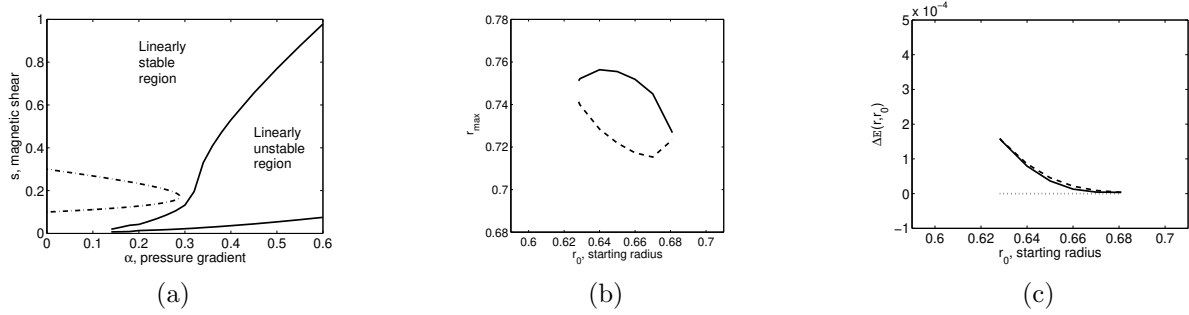 1
0.8
0.6
0.4
0.2
0
s, magnetic shear
Linearly
stable
region
Linearly
unstable
region
0 0.1 0.2 0.3 0.4 0.5 0.6
α, pressure gradient
(a)
0.78
0.76
0.74
0.72
0.7
0.68
r_max
0.6 0.62 0.64 0.66 0.68 0.7
r_0, starting radius
(b)
5 x 10^-4
4
3
2
1
0
−1
ΔE(r,r_0)
0.6 0.62 0.64 0.66 0.68 0.7
r_0, starting radius
(c)